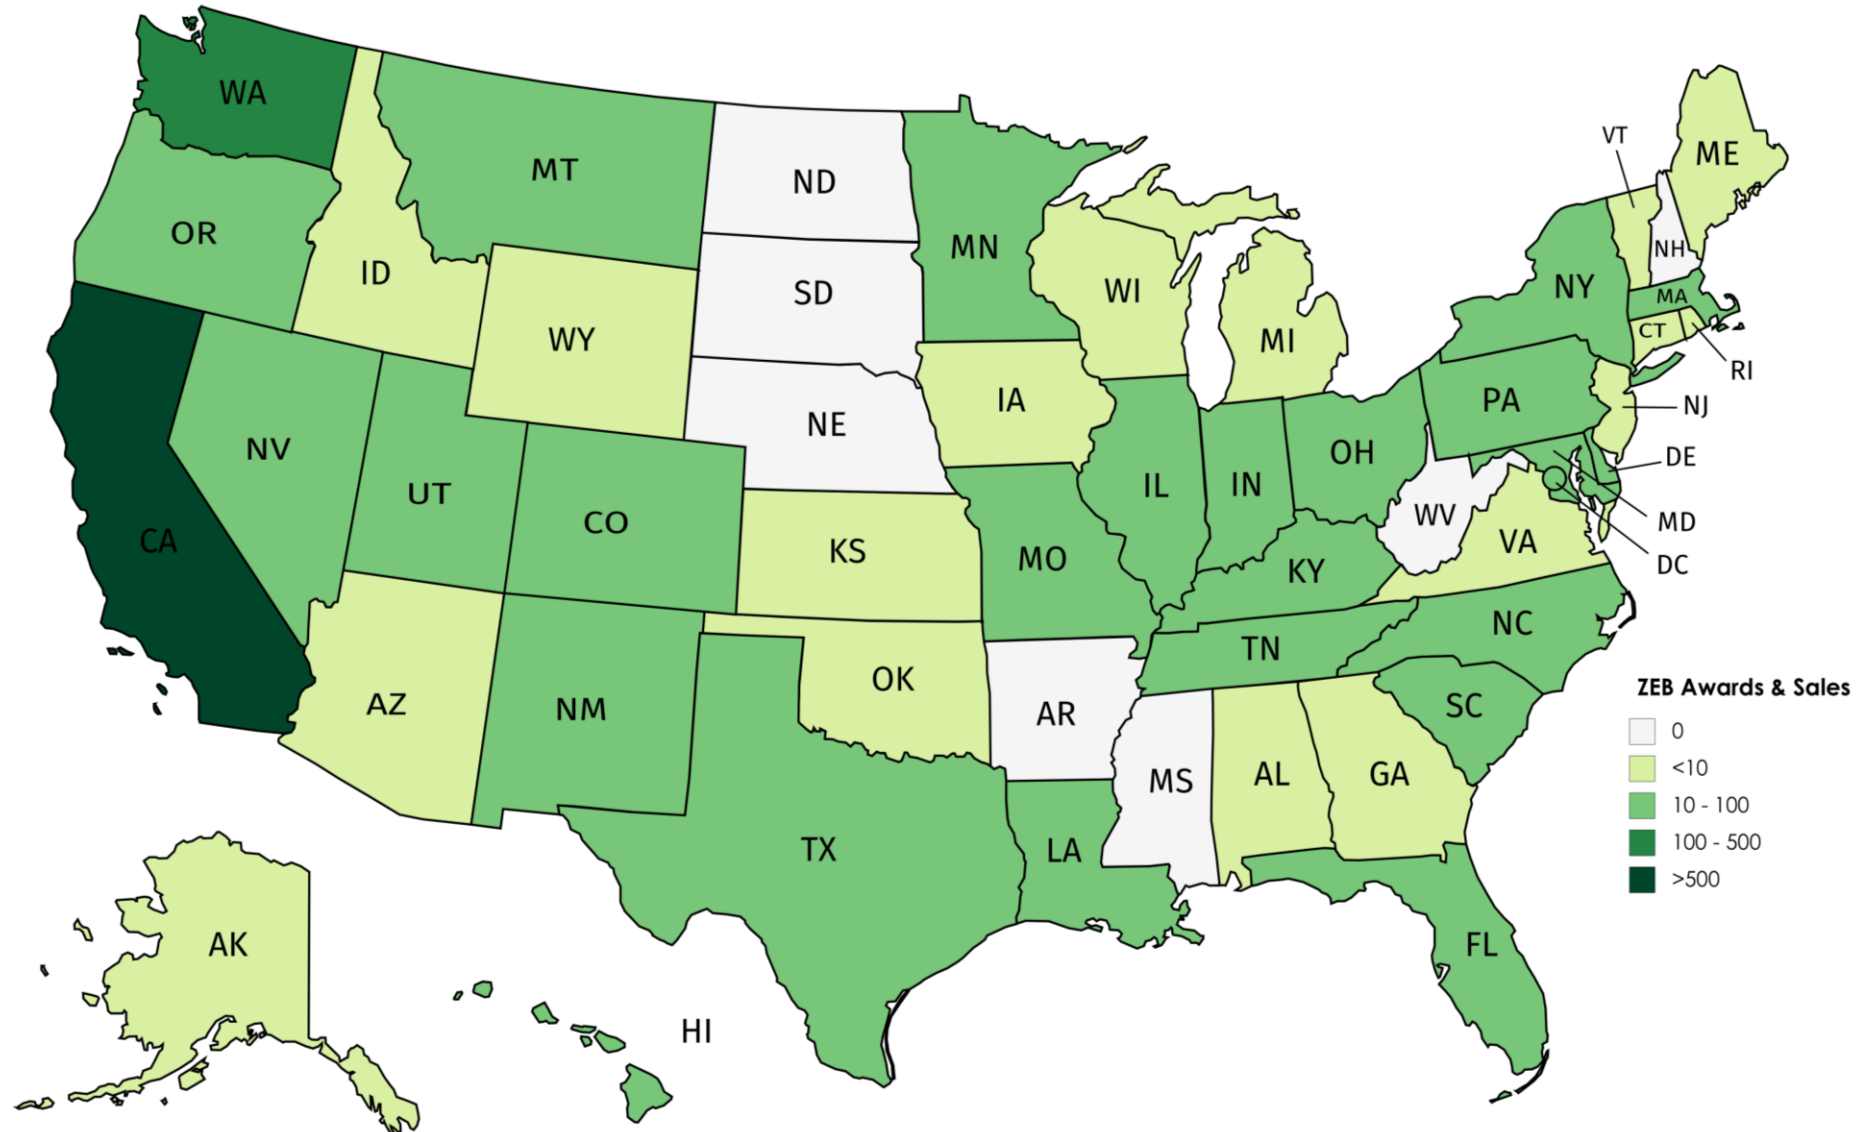 WA
MT
ND
MN
VT
ME
OR
ID
SD
WI
NH
NY
MA
WY
MI
CT
RI
IA
NE
PA
NJ
NV
UT
CO
IL
IN
OH
DE
KS
MO
WV
MD
CA
VA
DC
KY
NC
TN
AZ
NM
OK
AR
SC
MS
AL
GA
TX
LA
FL
AK
HI
ZEB Awards & Sales
0
<10
10 - 100
100 - 500
>500